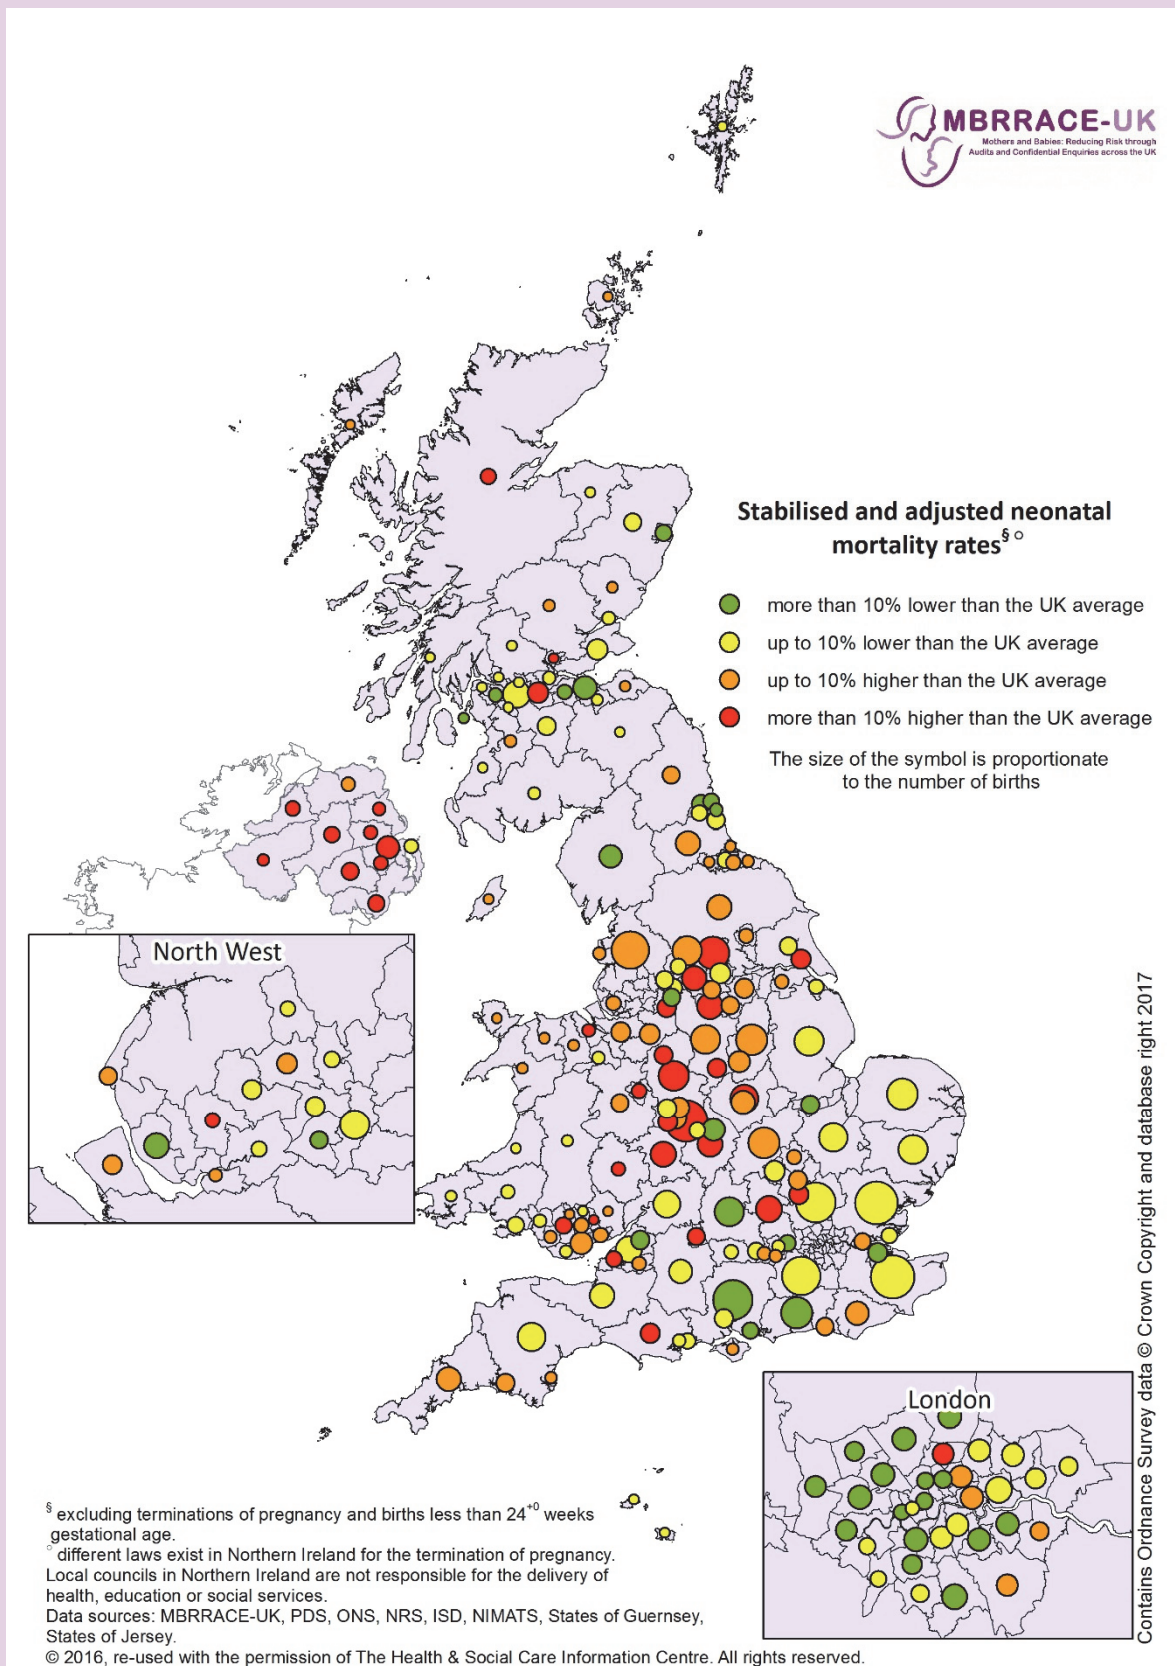 MBRRACE-UK
Mothers and Babies: Reducing Risk through
Audits and Confidential Enquiries across the UK
Stabilised and adjusted neonatal
mortality rates§ °
more than 10% lower than the UK average
up to 10% lower than the UK average
up to 10% higher than the UK average
more than 10% higher than the UK average
The size of the symbol is proportionate
to the number of births
North West
London
Contains Ordnance Survey data © Crown Copyright and database right 2017
§ excluding terminations of pregnancy and births less than 24+0 weeks
gestational age.
° different laws exist in Northern Ireland for the termination of pregnancy.
Local councils in Northern Ireland are not responsible for the delivery of
health, education or social services.
Data sources: MBRRACE-UK, PDS, ONS, NRS, ISD, NIMATS, States of Guernsey,
States of Jersey.
© 2016, re-used with the permission of The Health & Social Care Information Centre. All rights reserved.